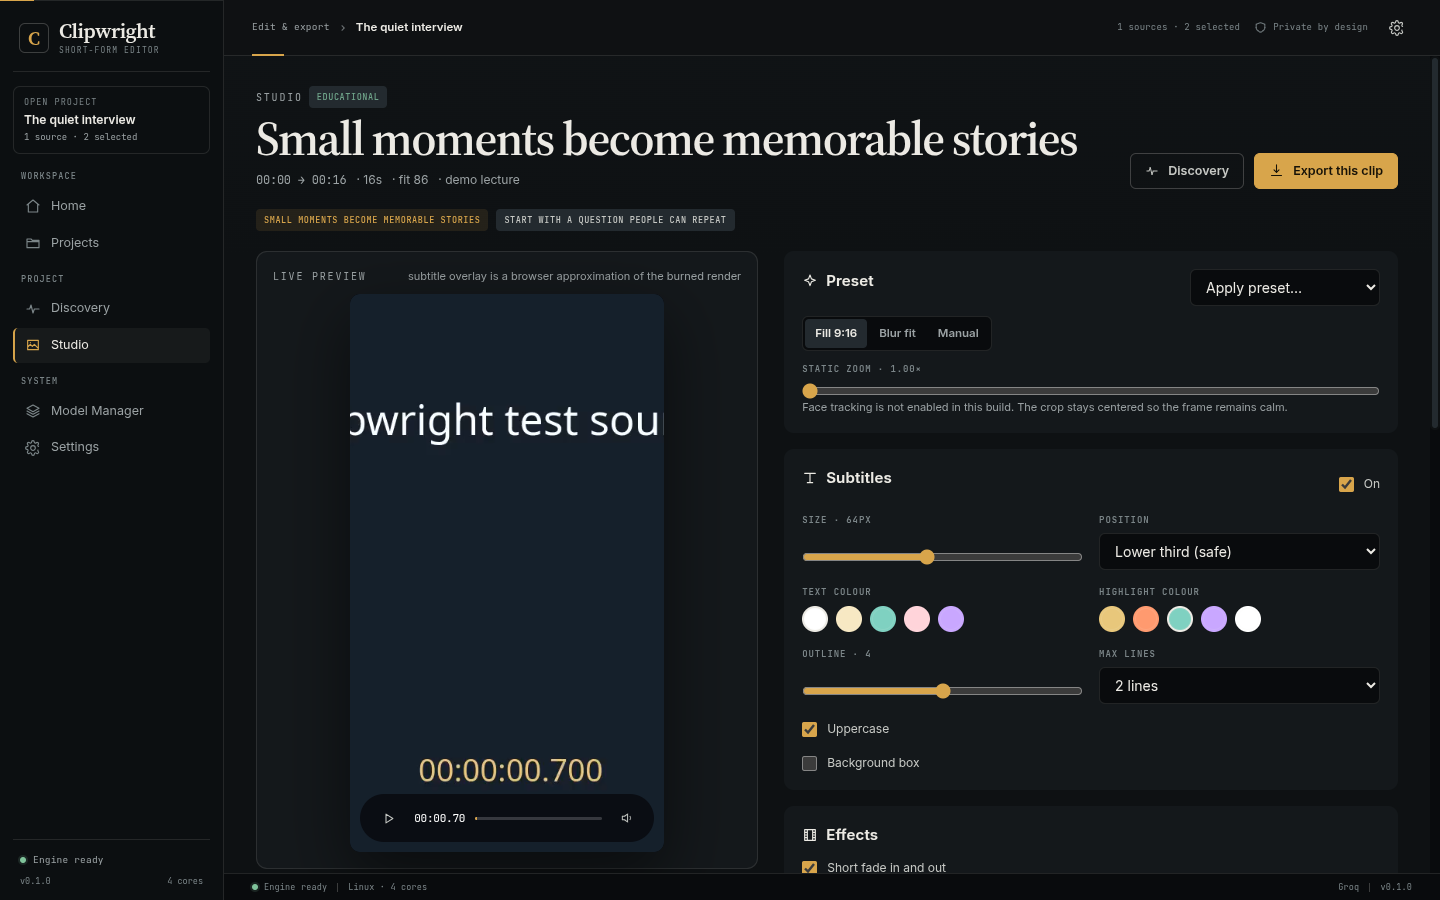 C
Clipwright
SHORT-FORM EDITOR
OPEN PROJECT
The quiet interview
1 source · 2 selected
WORKSPACE
Home
Projects
PROJECT
Discovery
Studio
SYSTEM
Model Manager
Settings
Engine ready
v0.1.0 4 cores
Edit & export › The quiet interview
1 sources · 2 selected Private by design
STUDIO EDUCATIONAL
Small moments become memorable stories
00:00 → 00:16 · 16s · fit 86 · demo lecture
Discovery
Export this clip
SMALL MOMENTS BECOME MEMORABLE STORIES
START WITH A QUESTION PEOPLE CAN REPEAT
LIVE PREVIEW subtitle overlay is a browser approximation of the burned render
pwright test sour
00:00:00.700
00:00.70
Preset
Apply preset...
Fill 9:16 Blur fit Manual
STATIC ZOOM · 1.00×
Face tracking is not enabled in this build. The crop stays centered so the frame remains calm.
Subtitles
On
SIZE · 64PX
POSITION
Lower third (safe)
TEXT COLOUR
HIGHLIGHT COLOUR
OUTLINE · 4
MAX LINES
2 lines
Uppercase
Background box
Effects
Short fade in and out
Engine ready | Linux · 4 cores
Groq | v0.1.0